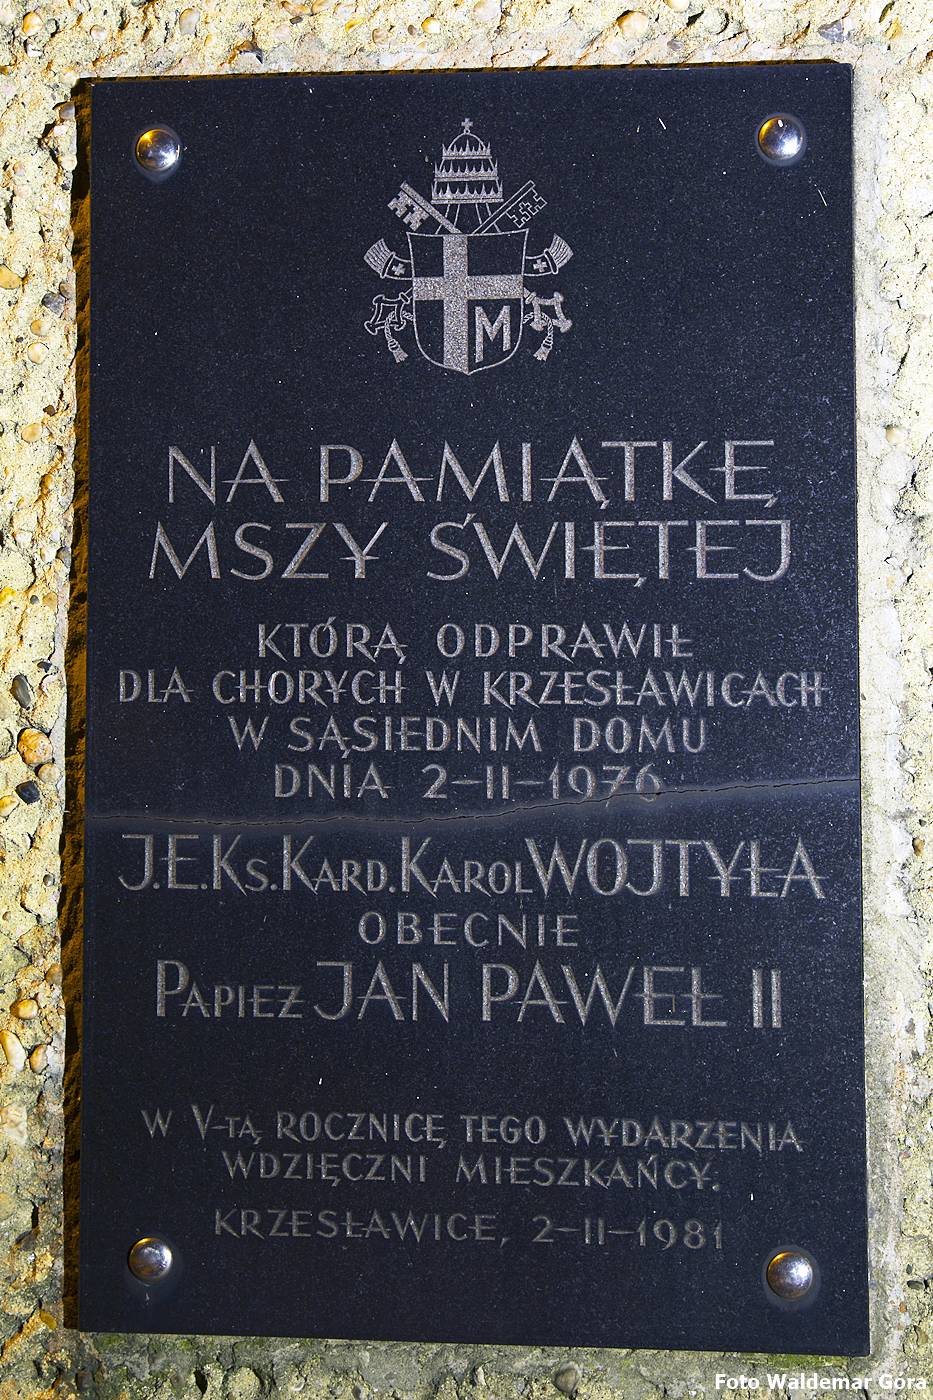 M
NA PAMIĄTKĘ
MSZY ŚWIĘTEJ
KTÓRĄ ODPRAWIŁ
DLA CHORYCH W KRZESŁAWICACH
W SĄSIEDNIM DOMU
DNIA 2-II-1976
J.E.KS.KARD.KAROL WOJTYŁA
OBECNIE
PAPIEŻ JAN PAWEŁ II
W V-TĄ ROCZNICĘ TEGO WYDARZENIA
WDZIĘCZNI MIESZKAŃCY.
KRZESŁAWICE, 2-II-1981
Foto Waldemar Góra